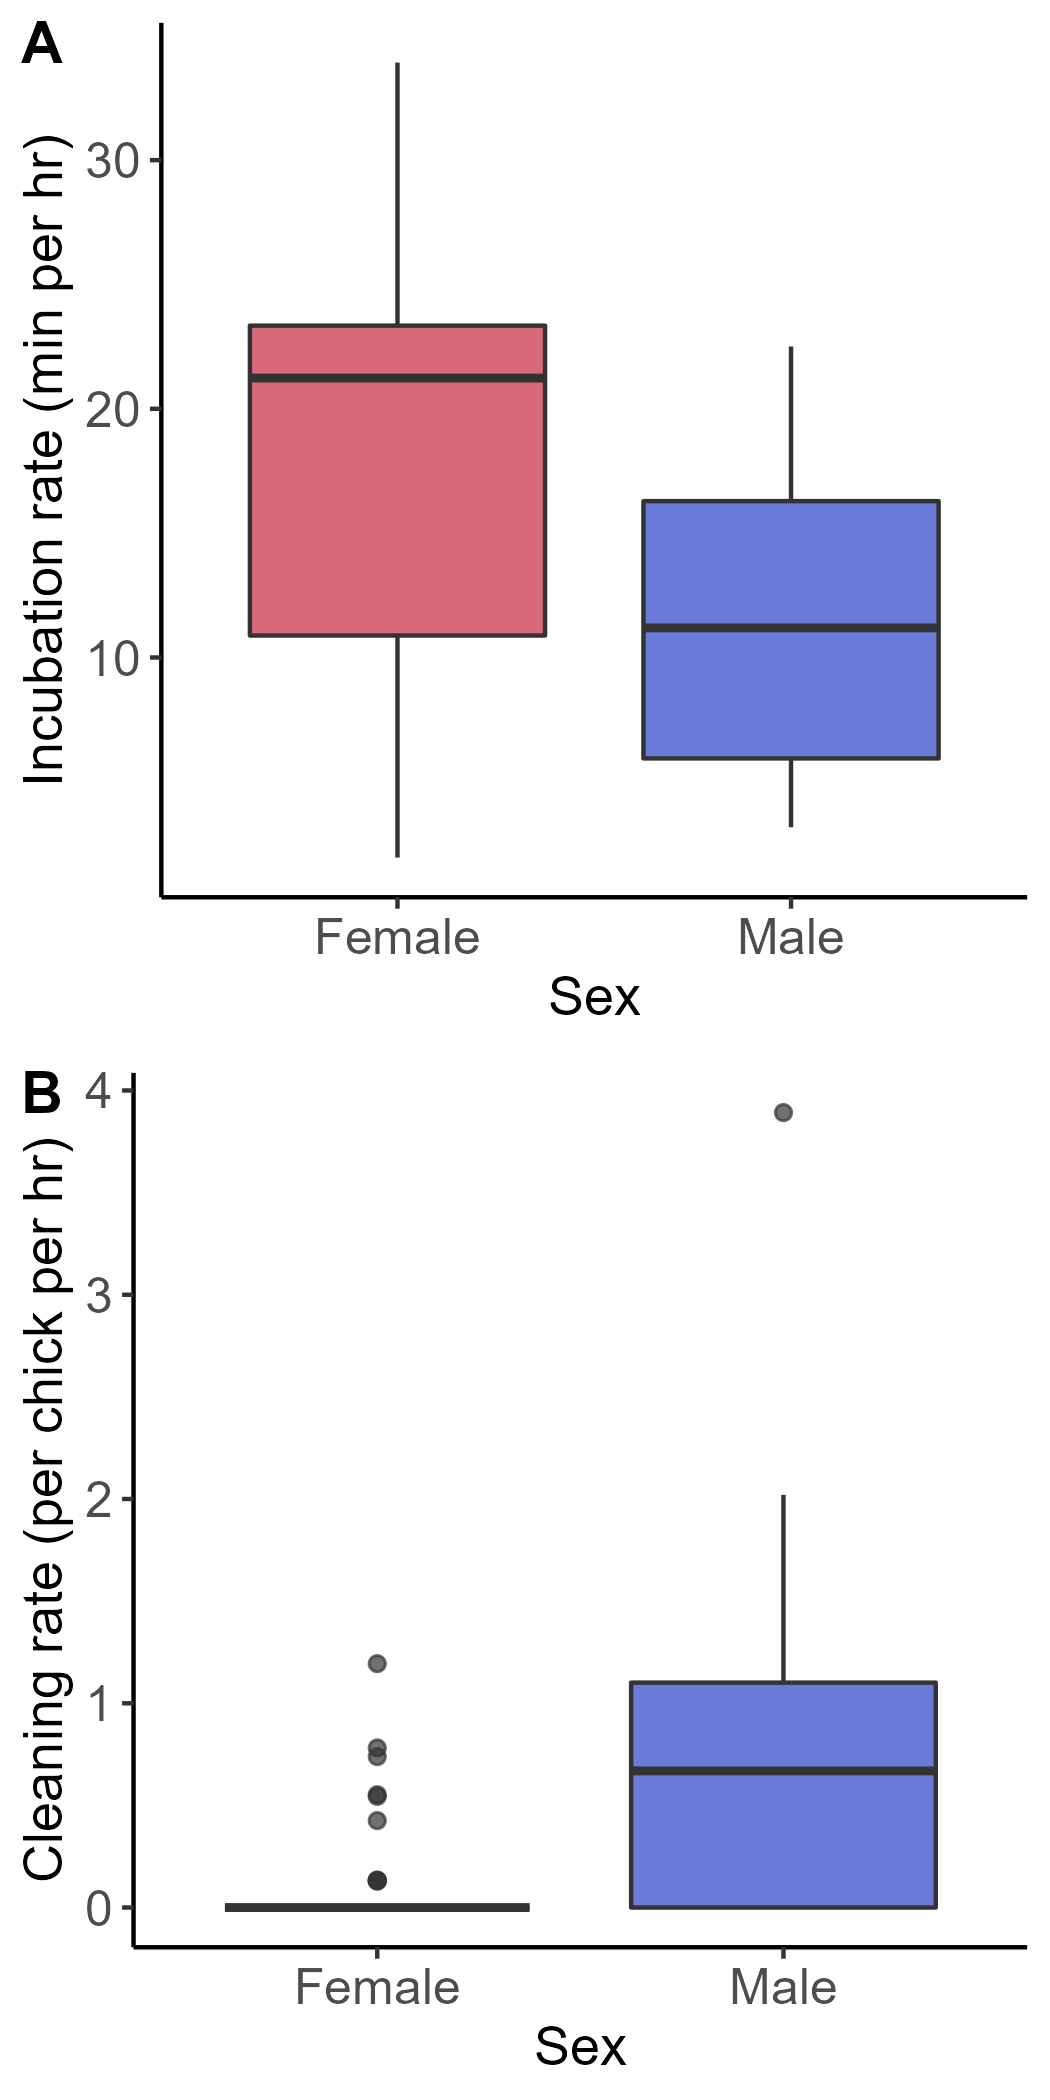 A
Incubation rate (min per hr)
30
20
10
Female Male
Sex
B
Cleaning rate (per chick per hr)
4
3
2
1
0
Female Male
Sex